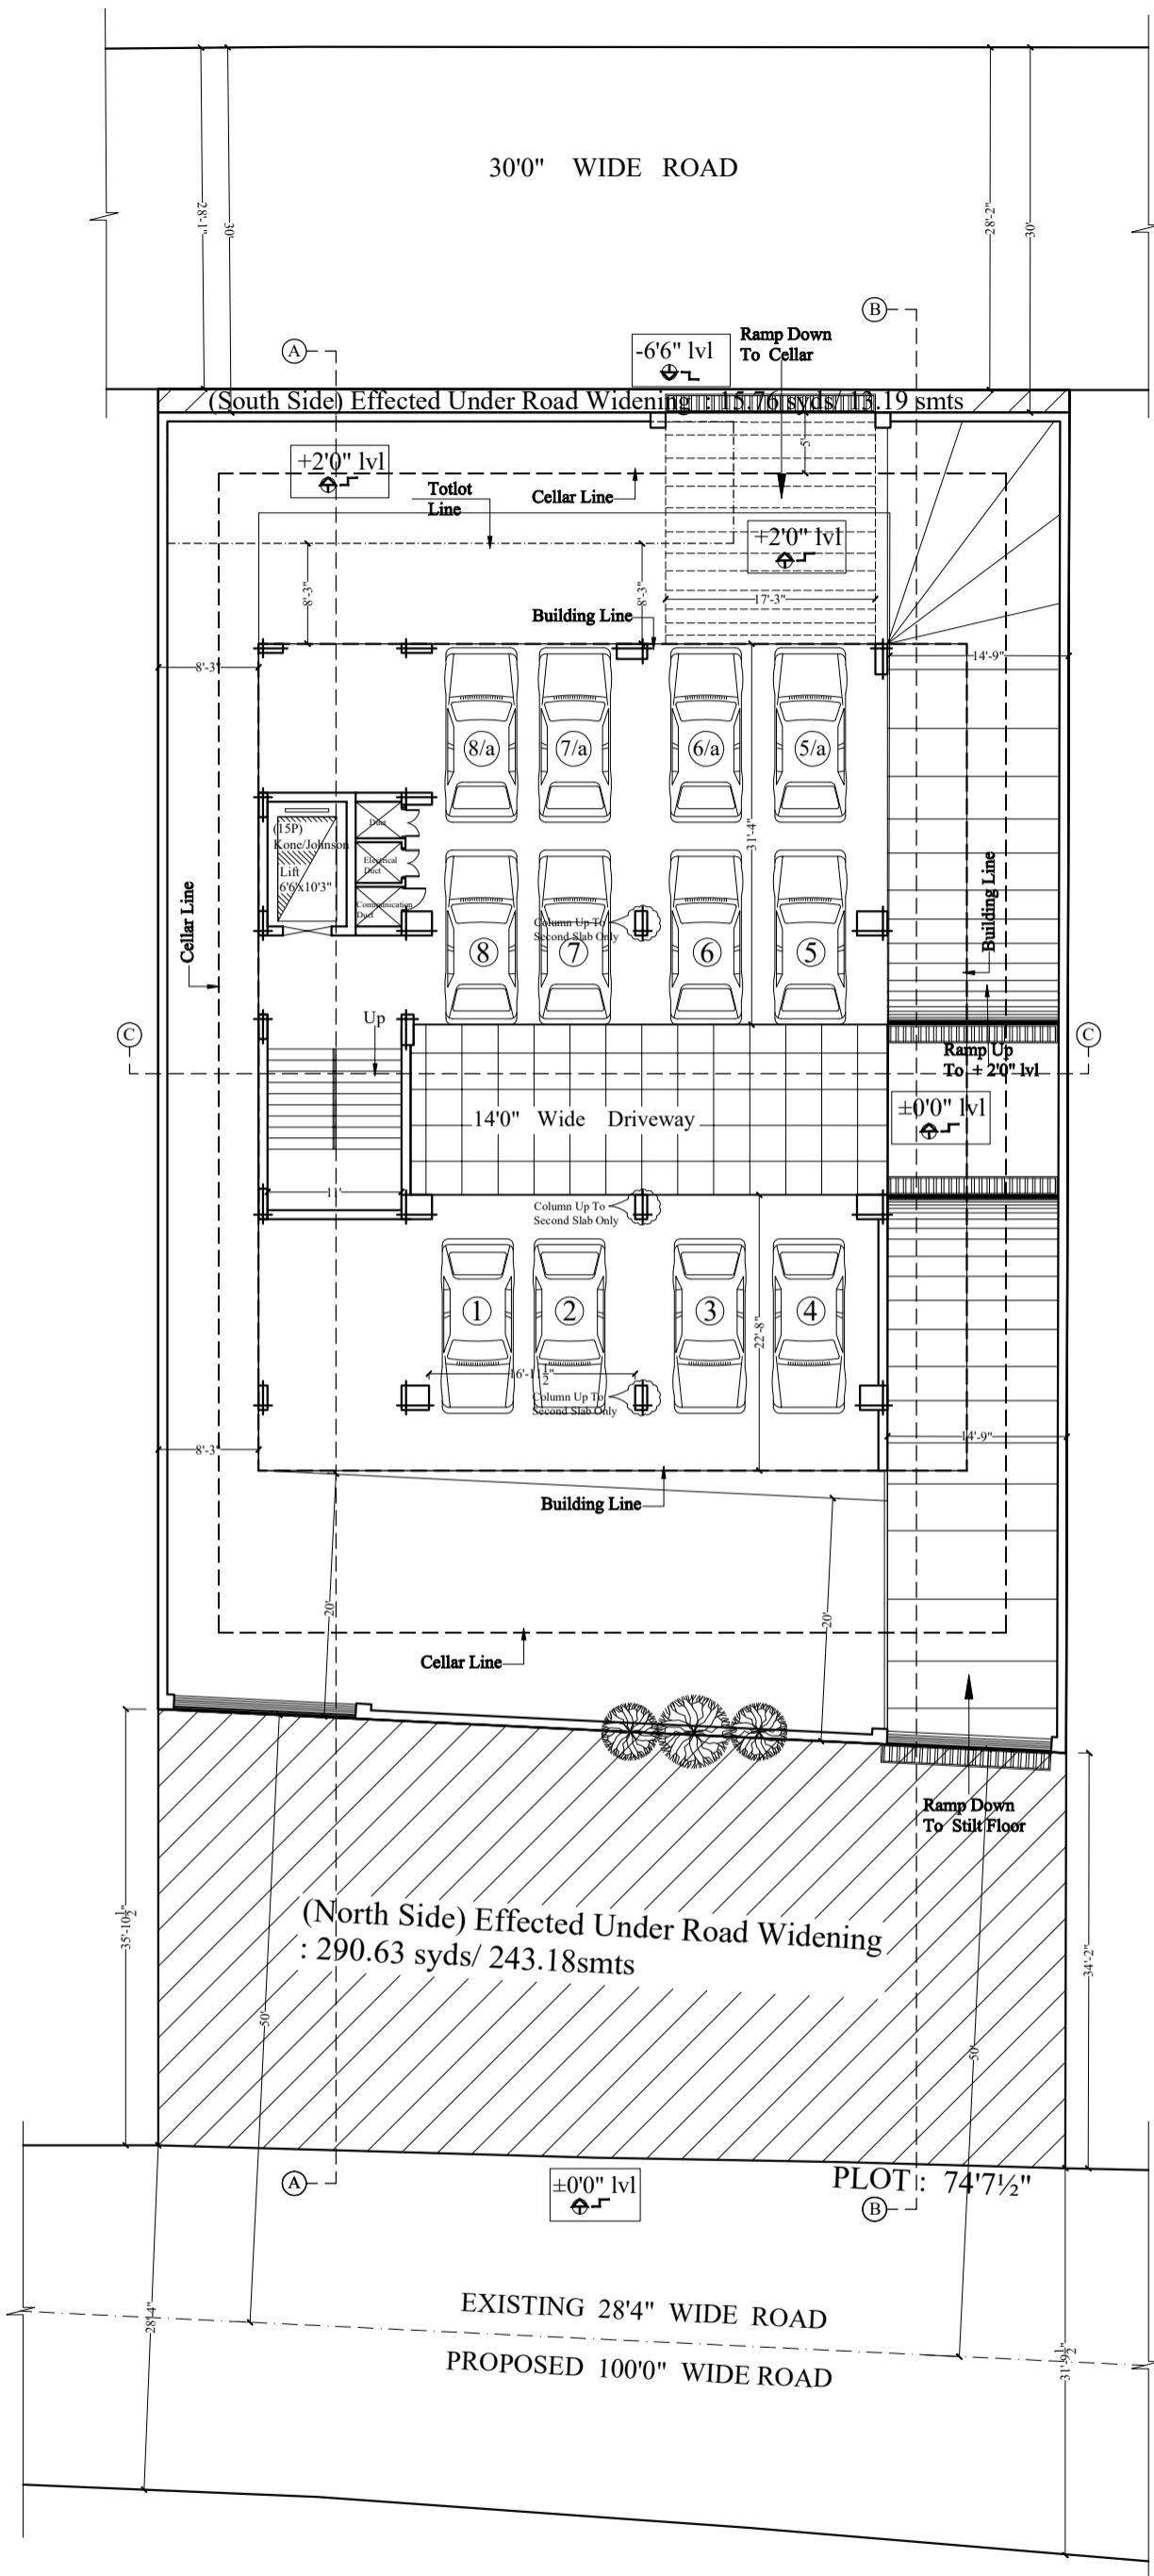 30'0" WIDE ROAD
28'-1"
30'
28'-2"
30'
B
A
-6'6" lvl
Ramp Down
To Cellar
(South Side) Effected Under Road Widening : 15.76 syds/ 13.19 smts
5'
+2'0" lvl
Totlot
Line
Cellar Line
+2'0" lvl
8'-3"
8'-3"
17'-3"
Building Line
8'-3"
14'-9"
8/a
7/a
6/a
5/a
31'-4"
(15P)
Kone/Johnson
Lift
6'6"x10'3"
Duct
Electrical
Duct
Communication
Duct
Cellar Line
Building Line
Column Up To
Second Slab Only
8
7
6
5
Up
C
C
Ramp Up
To + 2'0" lvl
14'0" Wide Driveway
±0'0" lvl
11'
Column Up To
Second Slab Only
1
2
3
4
22'-8"
16'-11½"
Column Up To
Second Slab Only
8'-3"
14'-9"
Building Line
20'
20'
Cellar Line
Ramp Down
To Stilt Floor
(North Side) Effected Under Road Widening
: 290.63 syds/ 243.18smts
35'-10½"
34'-2"
50'
50'
A
±0'0" lvl
PLOT : 74'7½"
B
EXISTING 28'4" WIDE ROAD
28'-4"
PROPOSED 100'0" WIDE ROAD
31'-9½"